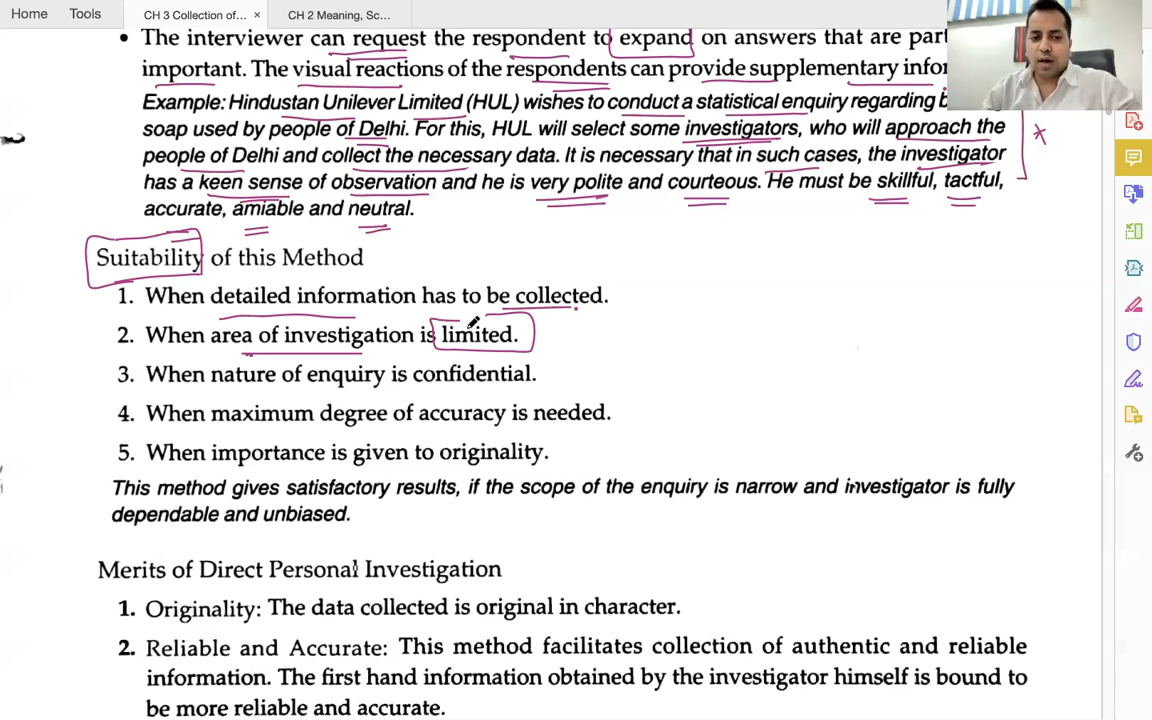 Home Tools CH 3 Collection of... × CH 2 Meaning, Sc...
• The interviewer can request the respondent to expand on answers that are
important. The visual reactions of the respondents can provide supplementary
Example: Hindustan Unilever Limited (HUL) wishes to conduct a statistical enquiry regarding
soap used by people of Delhi. For this, HUL will select some investigators, who will approach the
people of Delhi and collect the necessary data. It is necessary that in such cases, the investigator
has a keen sense of observation and he is very polite and courteous. He must be skillful, tactful,
accurate, amiable and neutral.
Suitability of this Method
1. When detailed information has to be collected.
2. When area of investigation is limited.
3. When nature of enquiry is confidential.
4. When maximum degree of accuracy is needed.
5. When importance is given to originality.
This method gives satisfactory results, if the scope of the enquiry is narrow and investigator is fully
dependable and unbiased.
Merits of Direct Personal Investigation
1. Originality: The data collected is original in character.
2. Reliable and Accurate: This method facilitates collection of authentic and reliable
information. The first hand information obtained by the investigator himself is bound to
be more reliable and accurate.